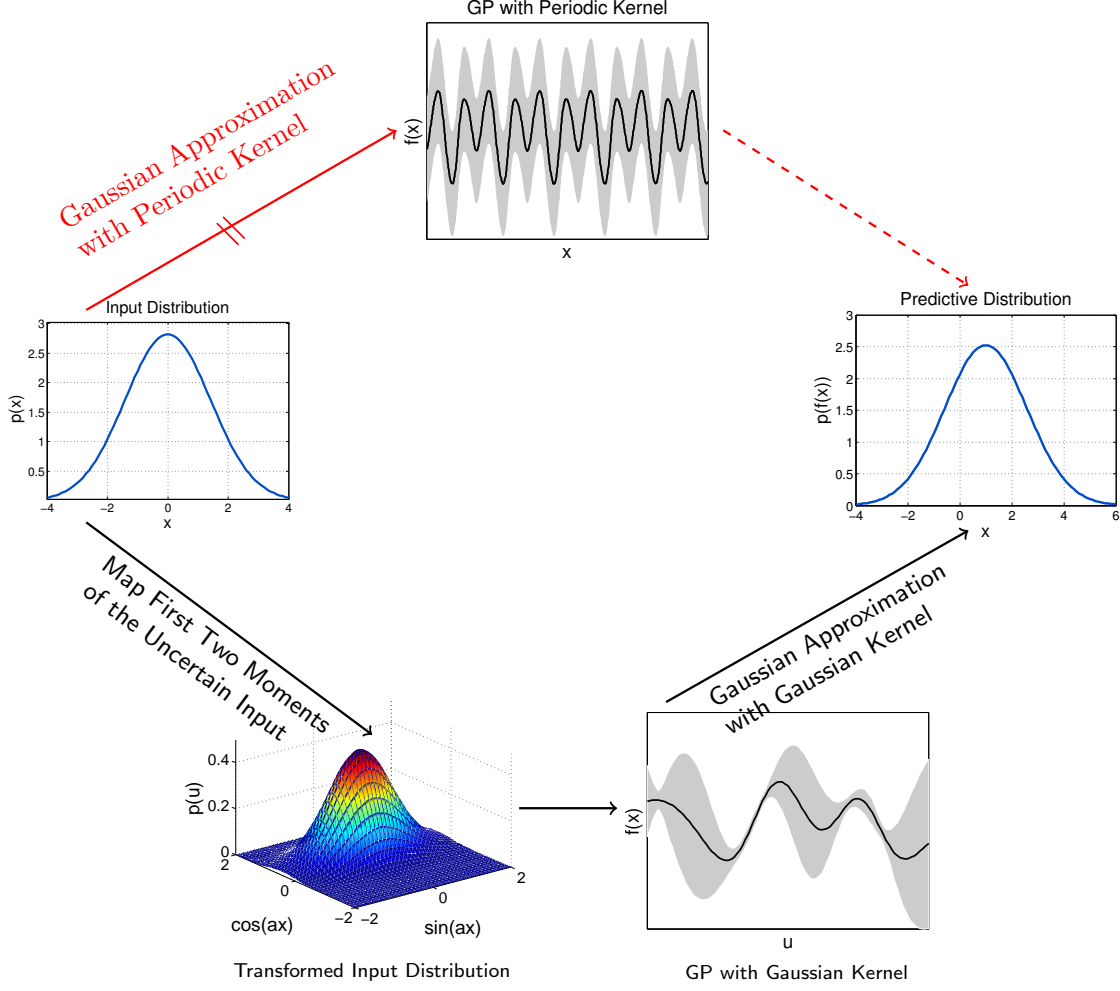 GP with Periodic Kernel
f(x)
x
Gaussian Approximation
with Periodic Kernel
Input Distribution
3
2.5
2
1.5
1
0.5
p(x)
−4 −2 0 2 4
x
Predictive Distribution
3
2.5
2
1.5
1
0.5
0
p(f(x))
−4 −2 0 2 4 6
x
Map First Two Moments
of the Uncertain Input
Gaussian Approximation
with Gaussian Kernel
0.4
0.2
0
p(u)
2
0
−2
cos(ax)
−2
0
2
sin(ax)
Transformed Input Distribution
f(x)
u
GP with Gaussian Kernel